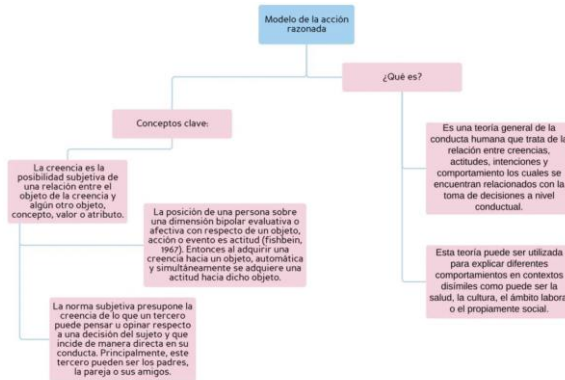 Modelo de la acción
razonada
¿Qué es?
Conceptos clave:
Es una teoría general de la
conducta humana que trata de la
relación entre creencias,
actitudes, intenciones y
comportamiento los cuales se
encuentran relacionados con la
toma de decisiones a nivel
conductual.
La creencia es la
posibilidad subjetiva de
una relación entre el
objeto de la creencia y
algún otro objeto,
concepto, valor o atributo.
La posición de una persona sobre
una dimensión bipolar evaluativa o
afectiva con respecto de un objeto,
acción o evento es actitud (fishbein,
1967). Entonces al adquirir una
creencia hacia un objeto, automática
y simultáneamente se adquiere una
actitud hacia dicho objeto.
Esta teoría puede ser utilizada
para explicar diferentes
comportamientos en contextos
disímiles como puede ser la
salud, la cultura, el ámbito labora
o el propiamente social.
La norma subjetiva presupone la
creencia de lo que un tercero
puede pensar u opinar respecto
a una decisión del sujeto y que
incide de manera directa en su
conducta. Principalmente, este
tercero pueden ser los padres,
la pareja o sus amigos.